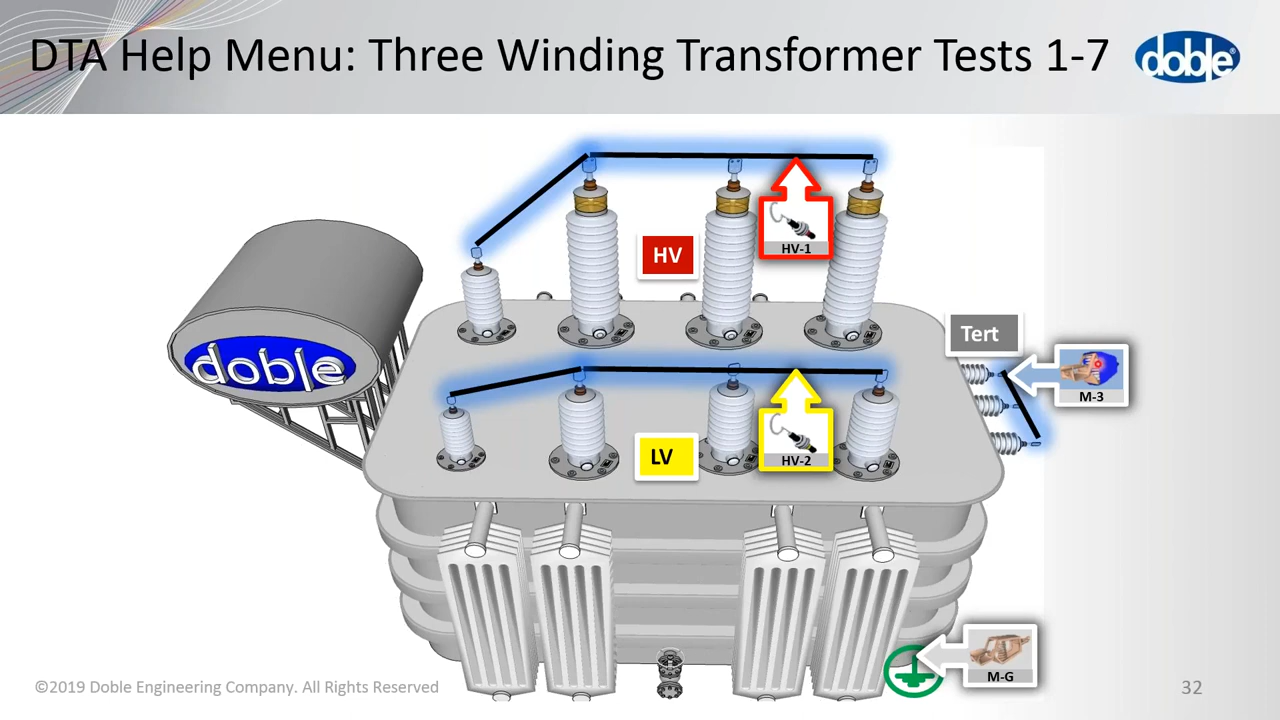 DTA Help Menu: Three Winding Transformer Tests 1-7
doble®
HV
HV-1
Tert
doble
M-3
LV
HV-2
M-G
©2019 Doble Engineering Company. All Rights Reserved
32